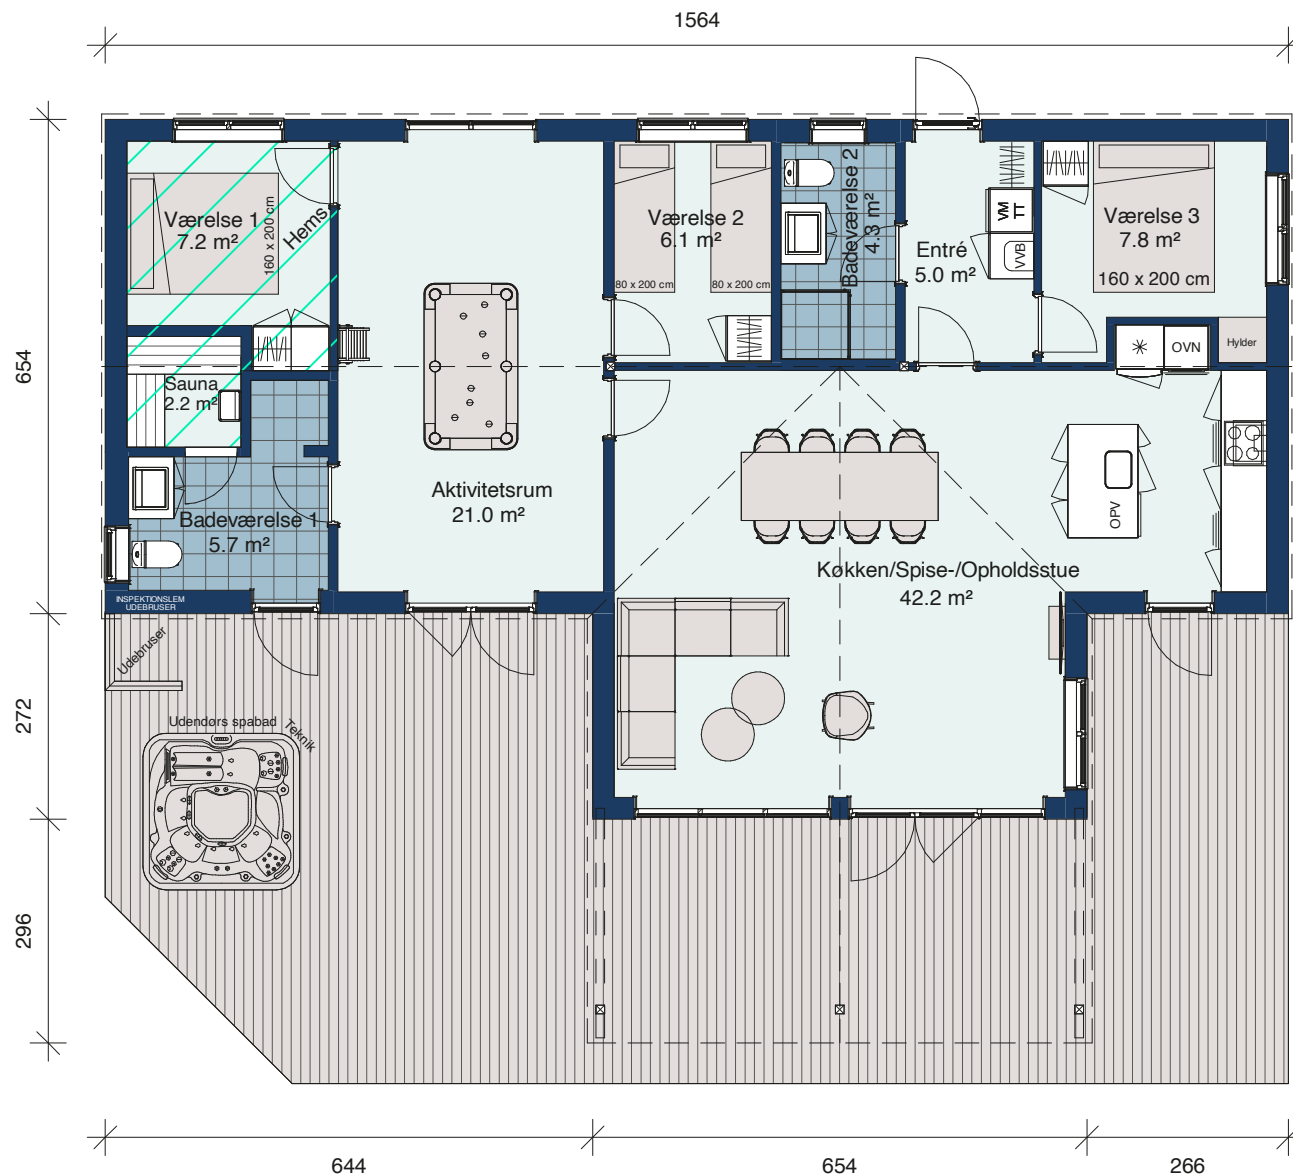 1564
Værelse 1
7.2 m²
160 x 200 cm
Hems
Værelse 2
6.1 m²
80 x 200 cm
80 x 200 cm
Badeværelse 2
4.3 m²
Entré
5.0 m²
VM
TT
VVB
Værelse 3
7.8 m²
160 x 200 cm
OVN
Hylder
654
Sauna
2.2 m²
Aktivitetsrum
21.0 m²
Badeværelse 1
5.7 m²
OPV
Køkken/Spise-/Opholdsstue
42.2 m²
INSPEKTIONSLEM
UDEBRUSER
Udebruser
272
Udendørs spabad
Teknik
296
644
654
266